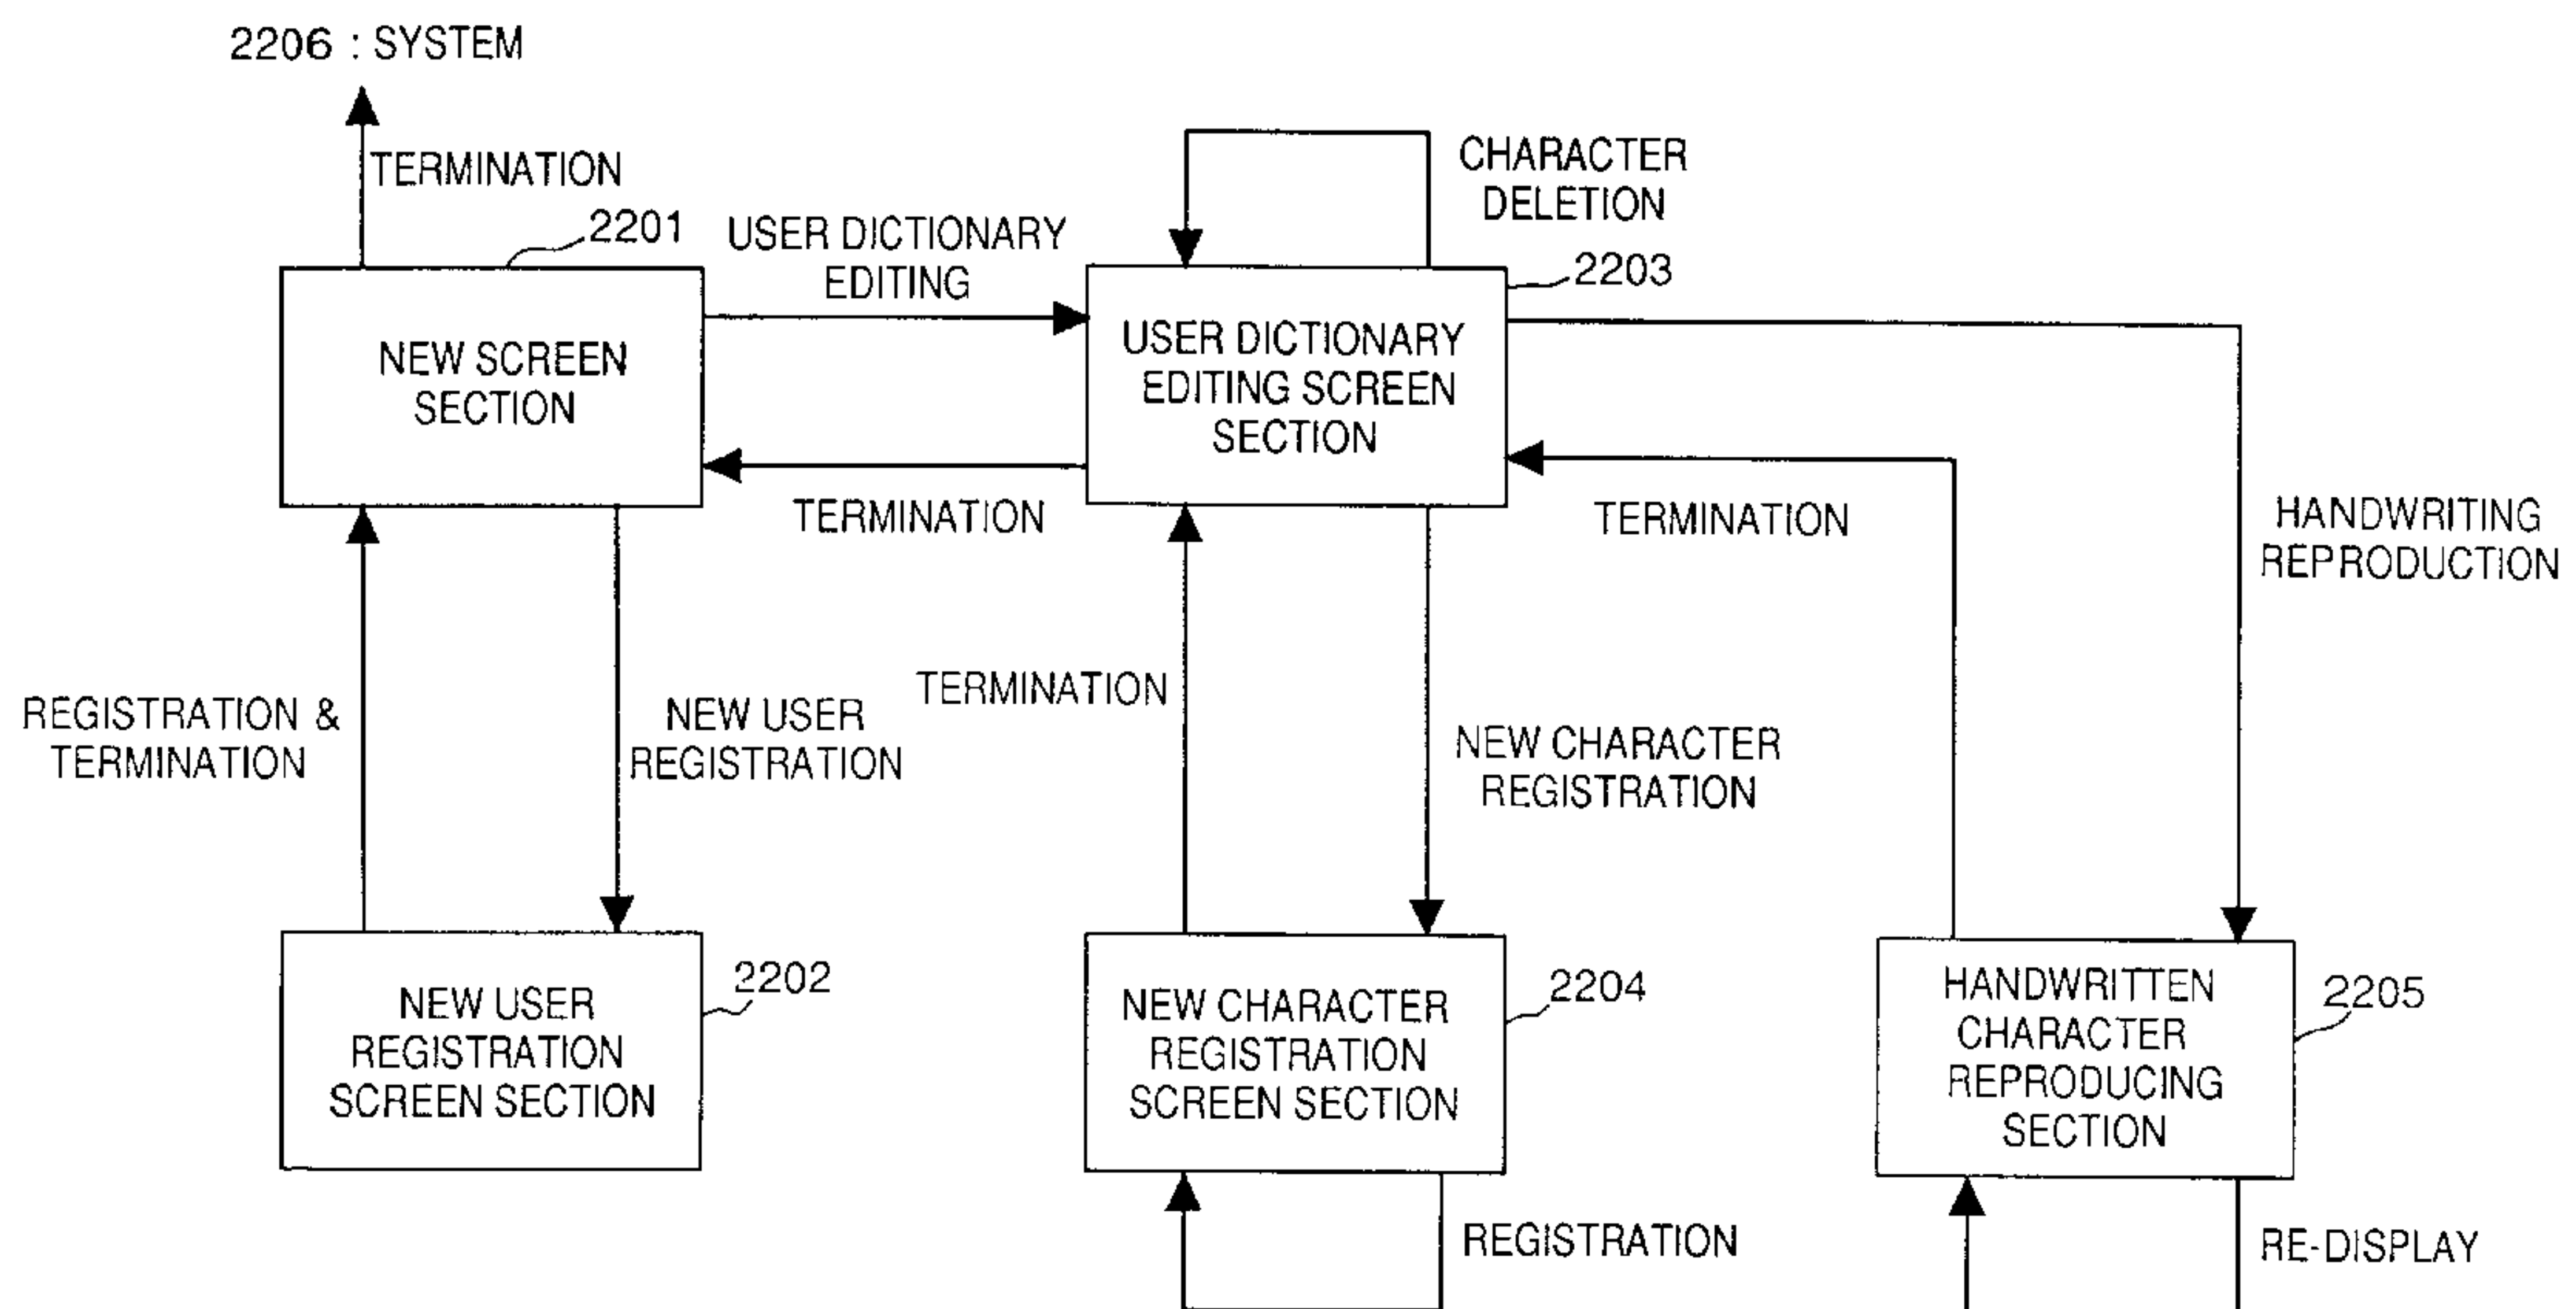 2206 : SYSTEM
TERMINATION
2201
USER DICTIONARY
EDITING
CHARACTER
DELETION
2203
NEW SCREEN
SECTION
USER DICTIONARY
EDITING SCREEN
SECTION
TERMINATION
TERMINATION
HANDWRITING
REPRODUCTION
REGISTRATION &
TERMINATION
NEW USER
REGISTRATION
TERMINATION
NEW CHARACTER
REGISTRATION
NEW USER
REGISTRATION
SCREEN SECTION
2202
NEW CHARACTER
REGISTRATION
SCREEN SECTION
2204
HANDWRITTEN
CHARACTER
REPRODUCING
SECTION
2205
REGISTRATION
RE-DISPLAY